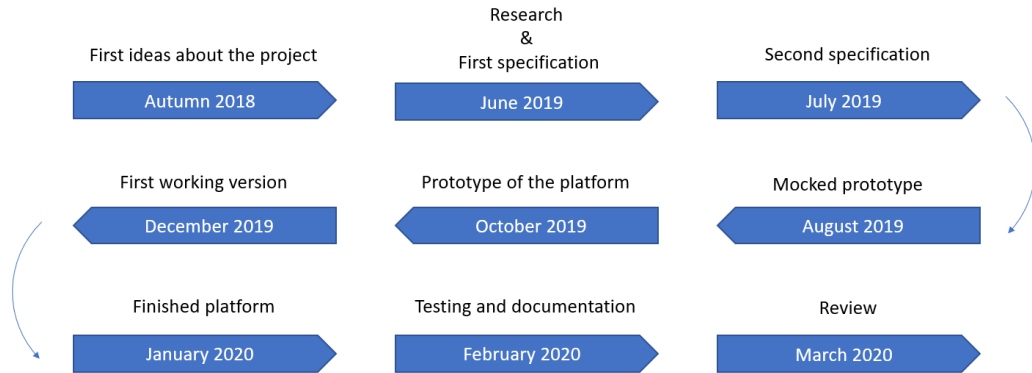 First ideas about the project
Autumn 2018
Research
&
First specification
June 2019
Second specification
July 2019
Mocked prototype
August 2019
Prototype of the platform
October 2019
First working version
December 2019
Finished platform
January 2020
Testing and documentation
February 2020
Review
March 2020